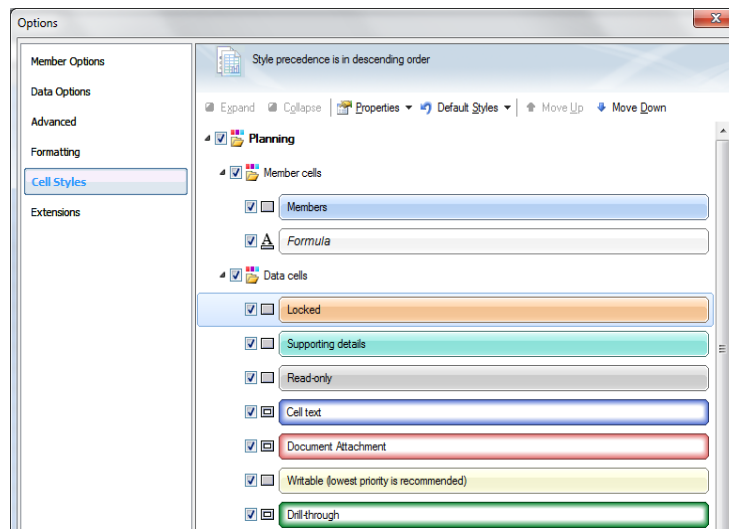 Options
Member Options
Data Options
Advanced
Formatting
Cell Styles
Extensions
Style precedence is in descending order
Expand Collapse Properties Default Styles Move Up Move Down
Planning
Member cells
Members
Formula
Data cells
Locked
Supporting details
Read-only
Cell text
Document Attachment
Writable (lowest priority is recommended)
Drill-through